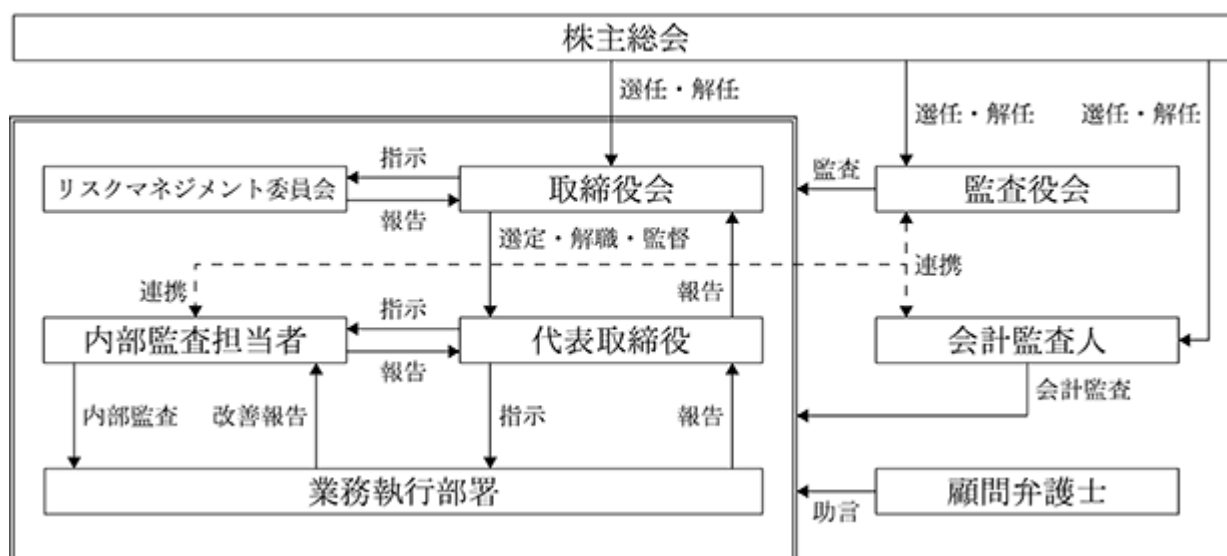 株主総会
選任・解任
選任・解任
選任・解任
指示
リスクマネジメント委員会
取締役会
監査
監査役会
報告
選定・解職・監督
連携
連携
報告
指示
内部監査担当者
代表取締役
会計監査人
報告
会計監査
内部監査
改善報告
指示
報告
業務執行部署
顧問弁護士
助言